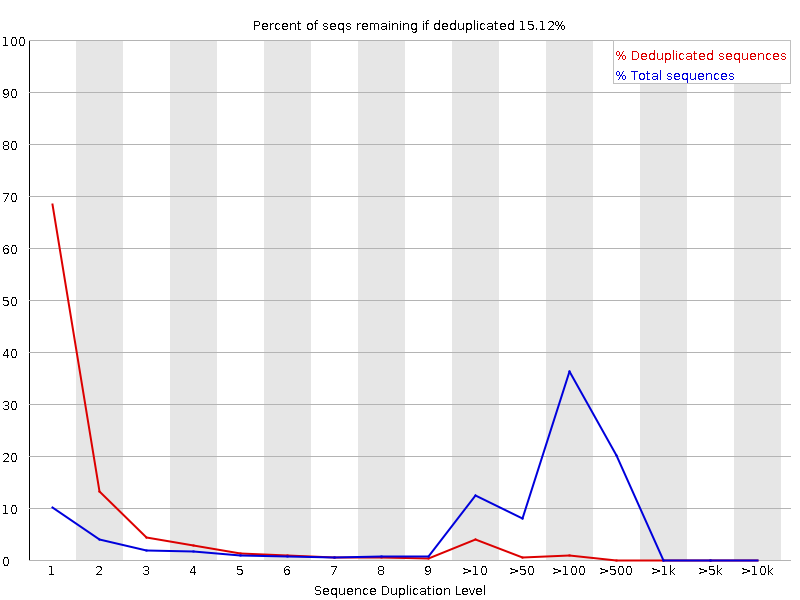 Percent of seqs remaining if deduplicated 15.12%
% Deduplicated sequences
% Total sequences
100
90
80
70
60
50
40
30
20
10
0
1 2 3 4 5 6 7 8 9 >10 >50 >100 >500 >1k >5k >10k
Sequence Duplication Level